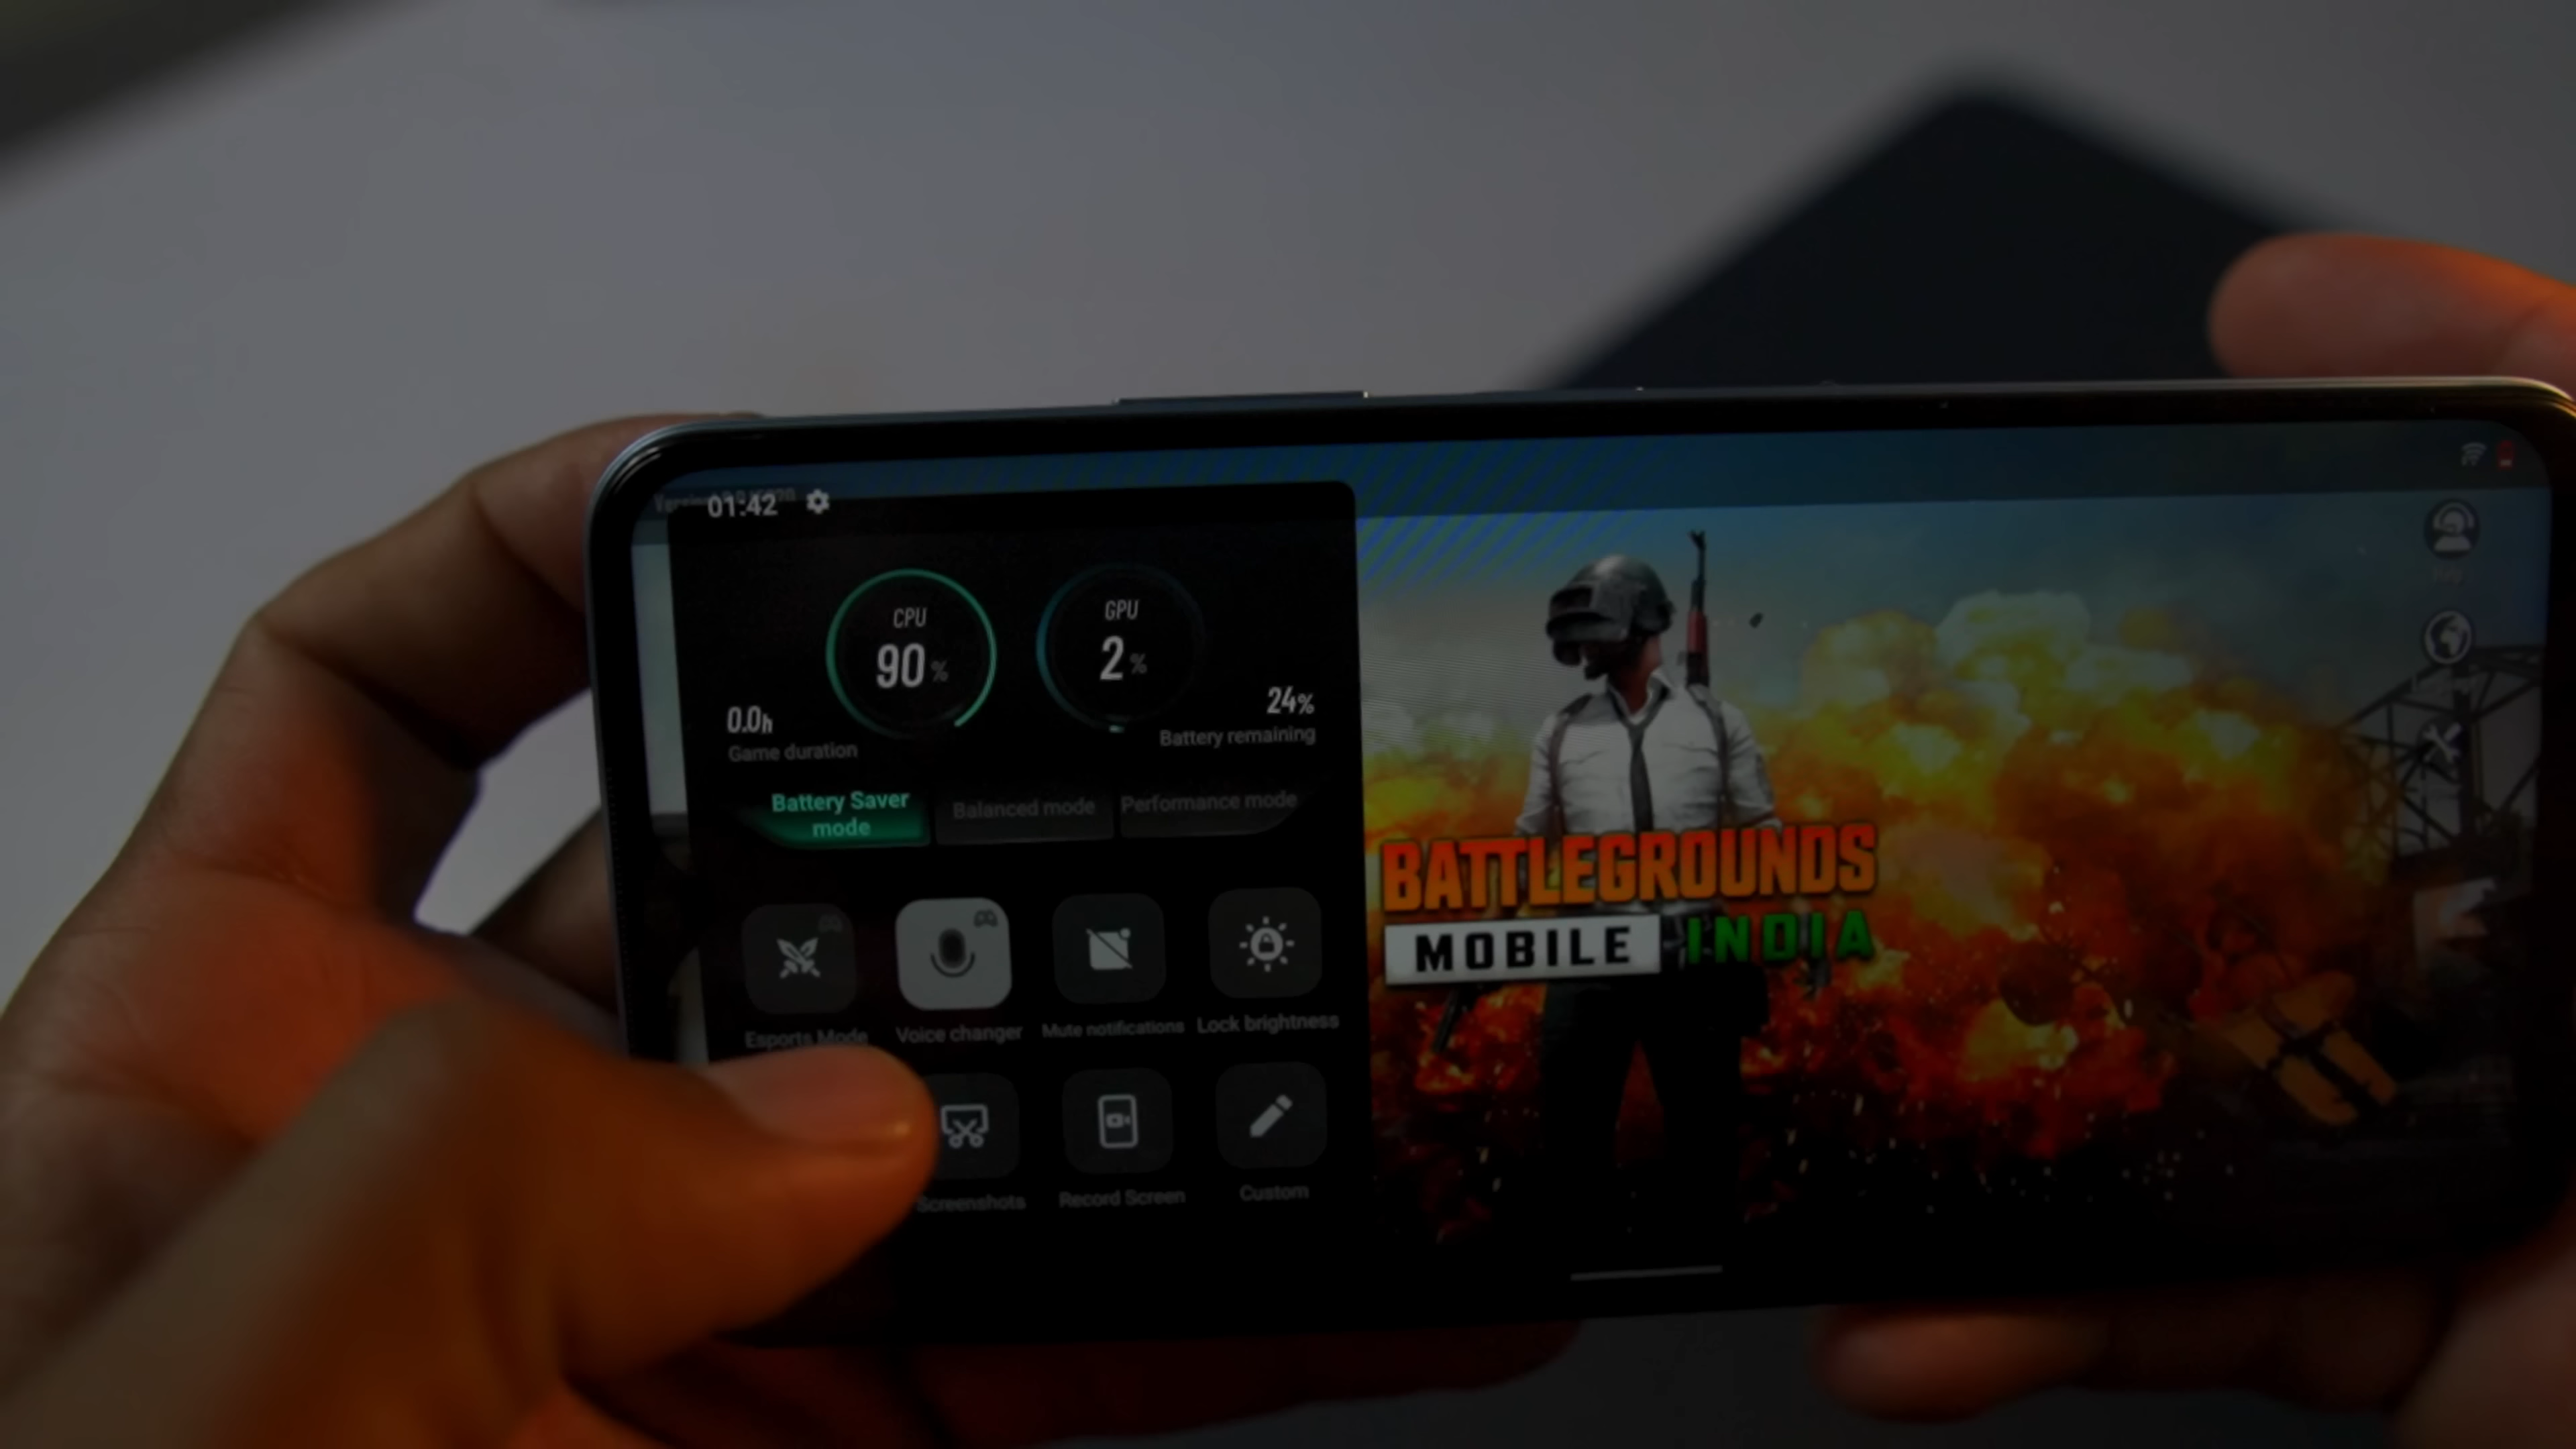 01:42
CPU
90%
GPU
2%
0.0h
Game duration
24%
Battery remaining
Battery Saver
mode
Balanced mode
Performance mode
Esports Mode
Voice changer
Mute notifications
Lock brightness
Screenshots
Record Screen
Custom
BATTLEGROUNDS
MOBILE INDIA